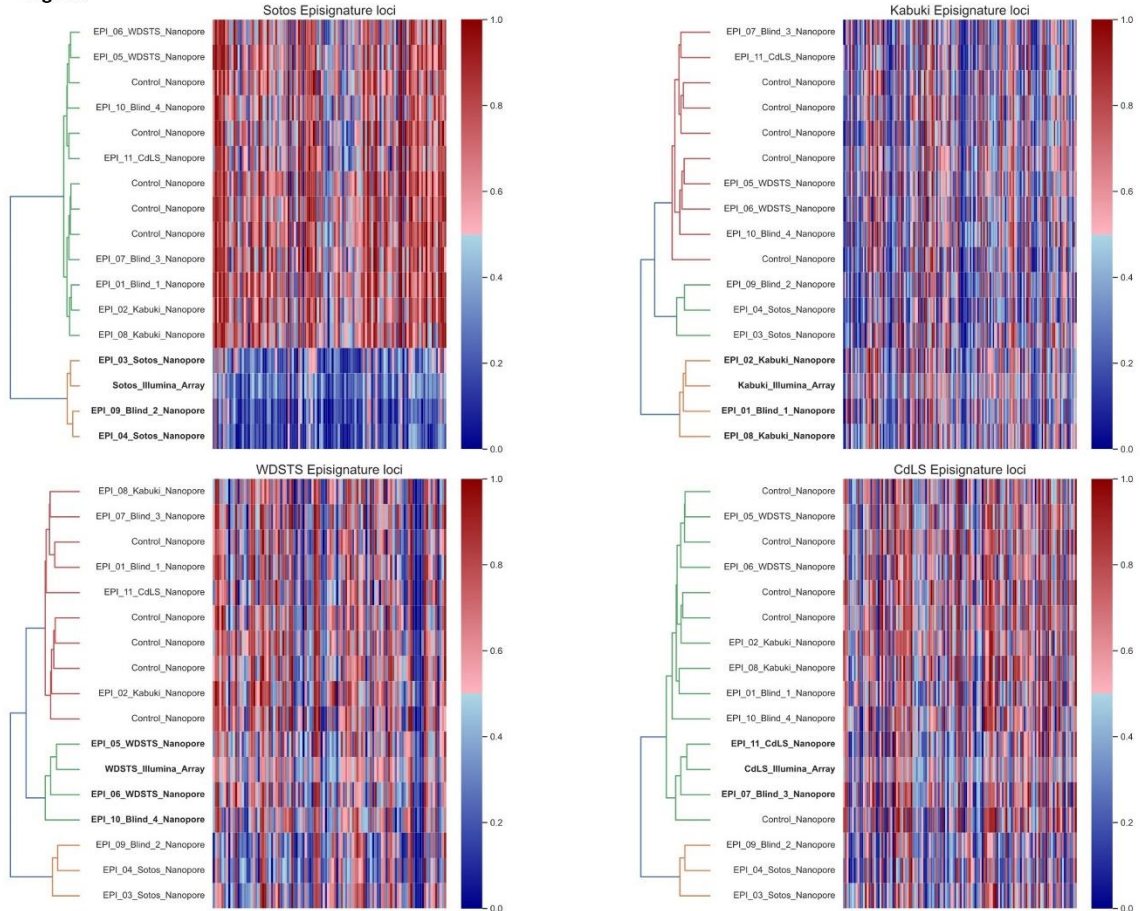 Sotos Episignature loci
EPI_06_WDSTS_Nanopore
EPI_05_WDSTS_Nanopore
Control_Nanopore
EPI_10_Blind_4_Nanopore
Control_Nanopore
EPI_11_CdLS_Nanopore
Control_Nanopore
Control_Nanopore
Control_Nanopore
EPI_07_Blind_3_Nanopore
EPI_01_Blind_1_Nanopore
EPI_02_Kabuki_Nanopore
EPI_08_Kabuki_Nanopore
EPI_03_Sotos_Nanopore
Sotos_Illumina_Array
EPI_09_Blind_2_Nanopore
EPI_04_Sotos_Nanopore
1.0
0.8
0.6
0.4
0.2
0.0
Kabuki Episignature loci
EPI_07_Blind_3_Nanopore
EPI_11_CdLS_Nanopore
Control_Nanopore
Control_Nanopore
Control_Nanopore
Control_Nanopore
EPI_05_WDSTS_Nanopore
EPI_06_WDSTS_Nanopore
EPI_10_Blind_4_Nanopore
Control_Nanopore
EPI_09_Blind_2_Nanopore
EPI_04_Sotos_Nanopore
EPI_03_Sotos_Nanopore
EPI_02_Kabuki_Nanopore
Kabuki_Illumina_Array
EPI_01_Blind_1_Nanopore
EPI_08_Kabuki_Nanopore
1.0
0.8
0.6
0.4
0.2
0.0
WDSTS Episignature loci
EPI_08_Kabuki_Nanopore
EPI_07_Blind_3_Nanopore
Control_Nanopore
EPI_01_Blind_1_Nanopore
EPI_11_CdLS_Nanopore
Control_Nanopore
Control_Nanopore
Control_Nanopore
EPI_02_Kabuki_Nanopore
Control_Nanopore
EPI_05_WDSTS_Nanopore
WDSTS_Illumina_Array
EPI_06_WDSTS_Nanopore
EPI_10_Blind_4_Nanopore
EPI_09_Blind_2_Nanopore
EPI_04_Sotos_Nanopore
EPI_03_Sotos_Nanopore
1.0
0.8
0.6
0.4
0.2
0.0
CdLS Episignature loci
Control_Nanopore
EPI_05_WDSTS_Nanopore
Control_Nanopore
EPI_06_WDSTS_Nanopore
Control_Nanopore
Control_Nanopore
EPI_02_Kabuki_Nanopore
EPI_08_Kabuki_Nanopore
EPI_01_Blind_1_Nanopore
EPI_10_Blind_4_Nanopore
EPI_11_CdLS_Nanopore
CdLS_Illumina_Array
EPI_07_Blind_3_Nanopore
Control_Nanopore
EPI_09_Blind_2_Nanopore
EPI_04_Sotos_Nanopore
EPI_03_Sotos_Nanopore
1.0
0.8
0.6
0.4
0.2
0.0